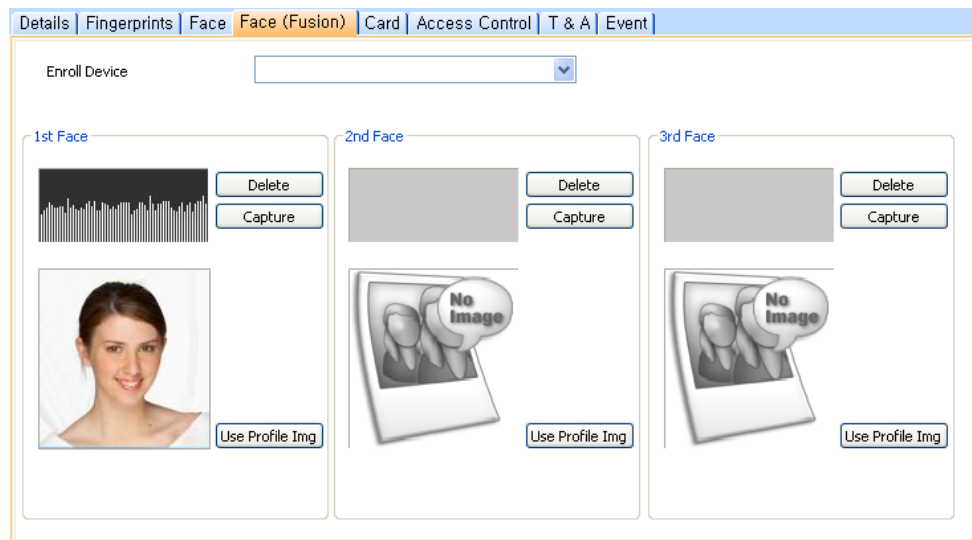 Details Fingerprints Face Face (Fusion) Card Access Control T & A Event
Enroll Device
1st Face
Delete
Capture
Use Profile Img
2nd Face
Delete
Capture
No Image
Use Profile Img
3rd Face
Delete
Capture
No Image
Use Profile Img